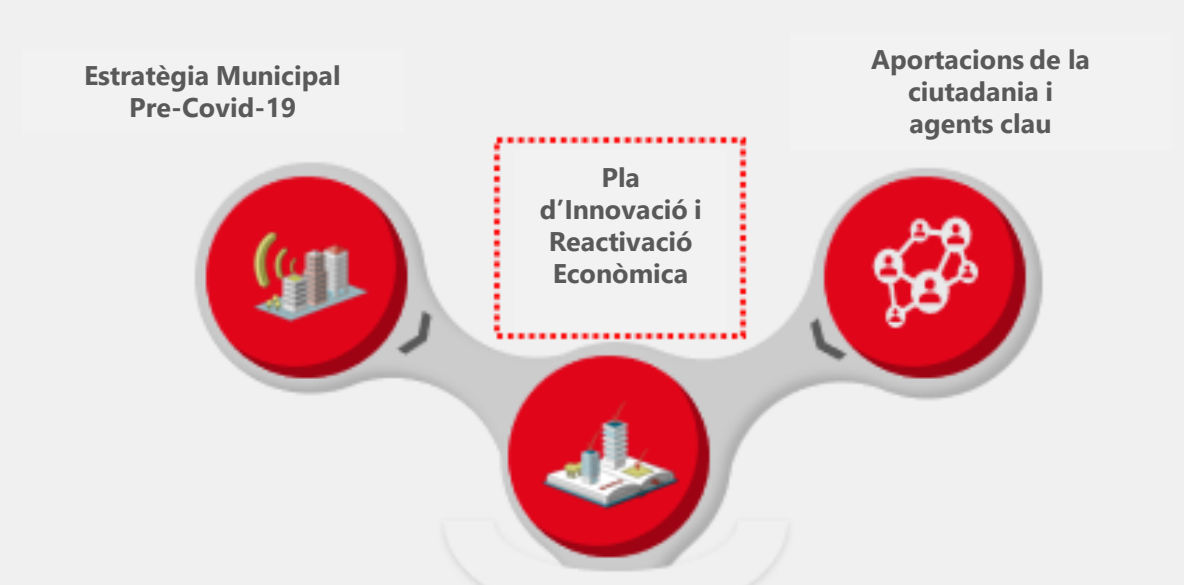 Estratègia Municipal
Pre-Covid-19
Aportacions de la
ciutadania i
agents clau
Pla
d’Innovació i
Reactivació
Econòmica